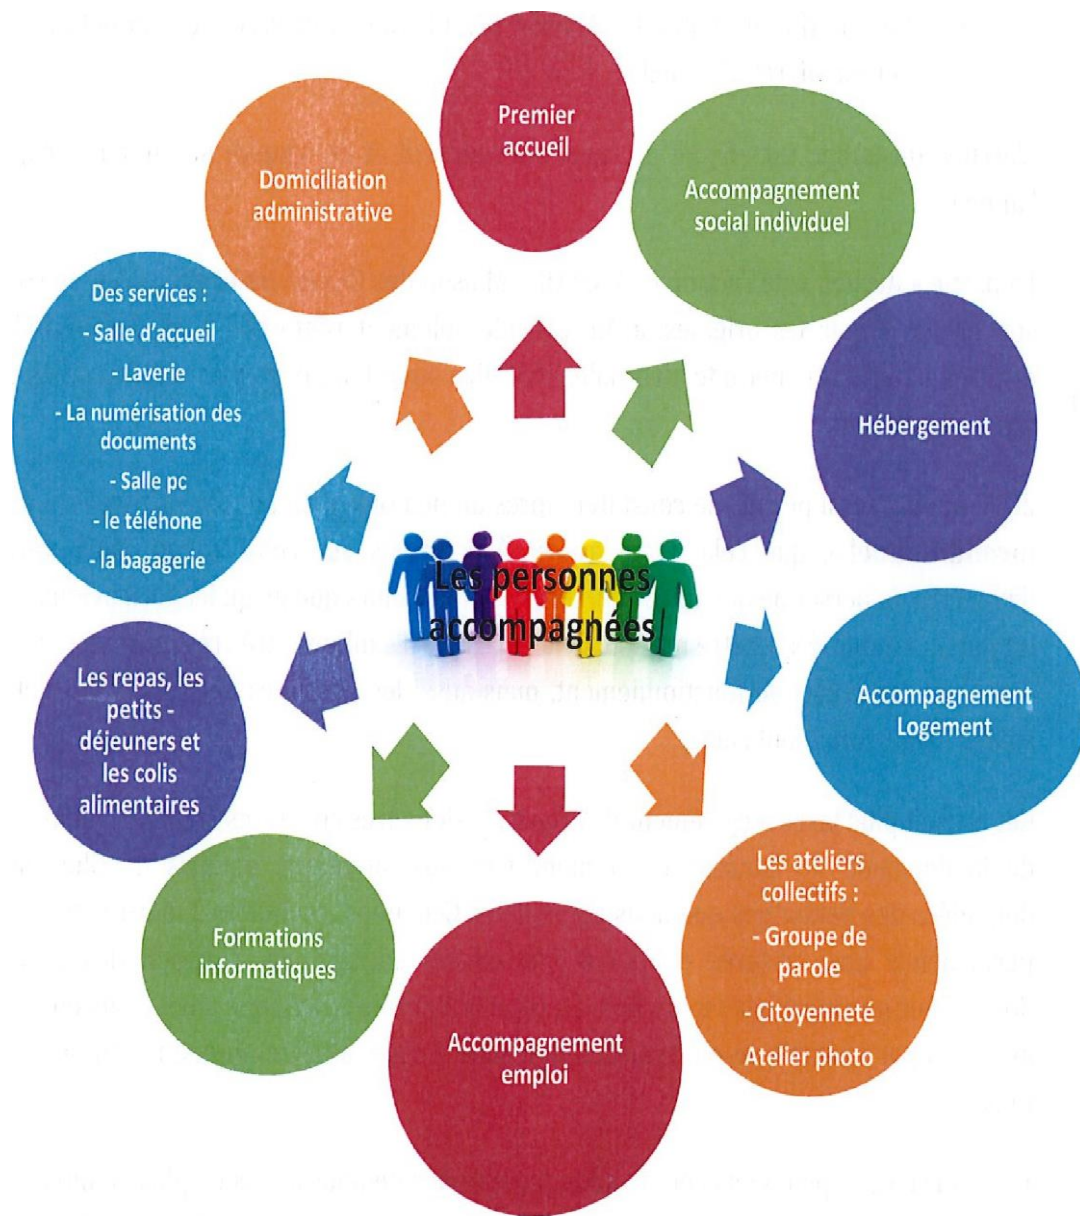 Premier
accueil
Accompagnement
social individuel
Hébergement
Accompagnement
Logement
Les ateliers
collectifs :
- Groupe de
parole
- Citoyenneté
Atelier photo
Accompagnement
emploi
Formations
informatiques
Les repas, les
petits -
déjeuners et
les colis
alimentaires
Des services :
- Salle d'accueil
- Laverie
- La numérisation des
documents
- Salle pc
- le téléhone
- la bagagerie
Domiciliation
administrative
Les personnes
accompagnées